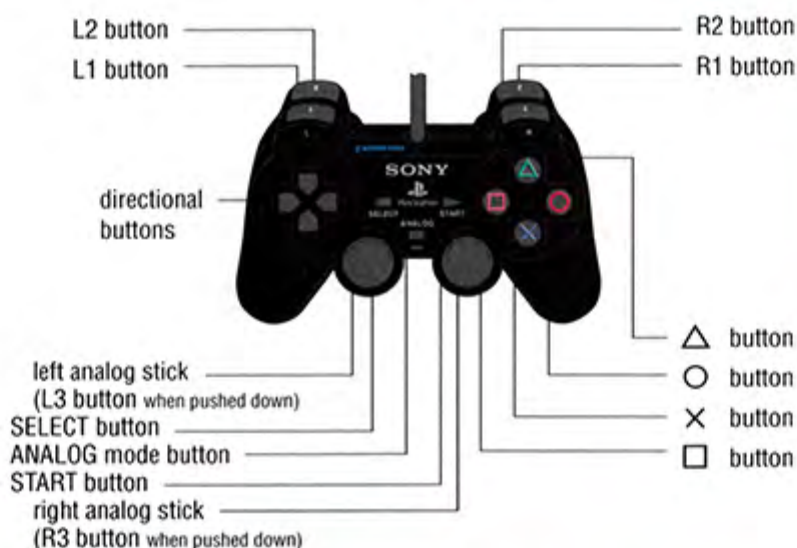 L2 button
L1 button
R2 button
R1 button
SONY
SELECT
START
ANALOG
directional
buttons
left analog stick
(L3 button when pushed down)
SELECT button
ANALOG mode button
START button
right analog stick
(R3 button when pushed down)
△ button
○ button
✕ button
□ button